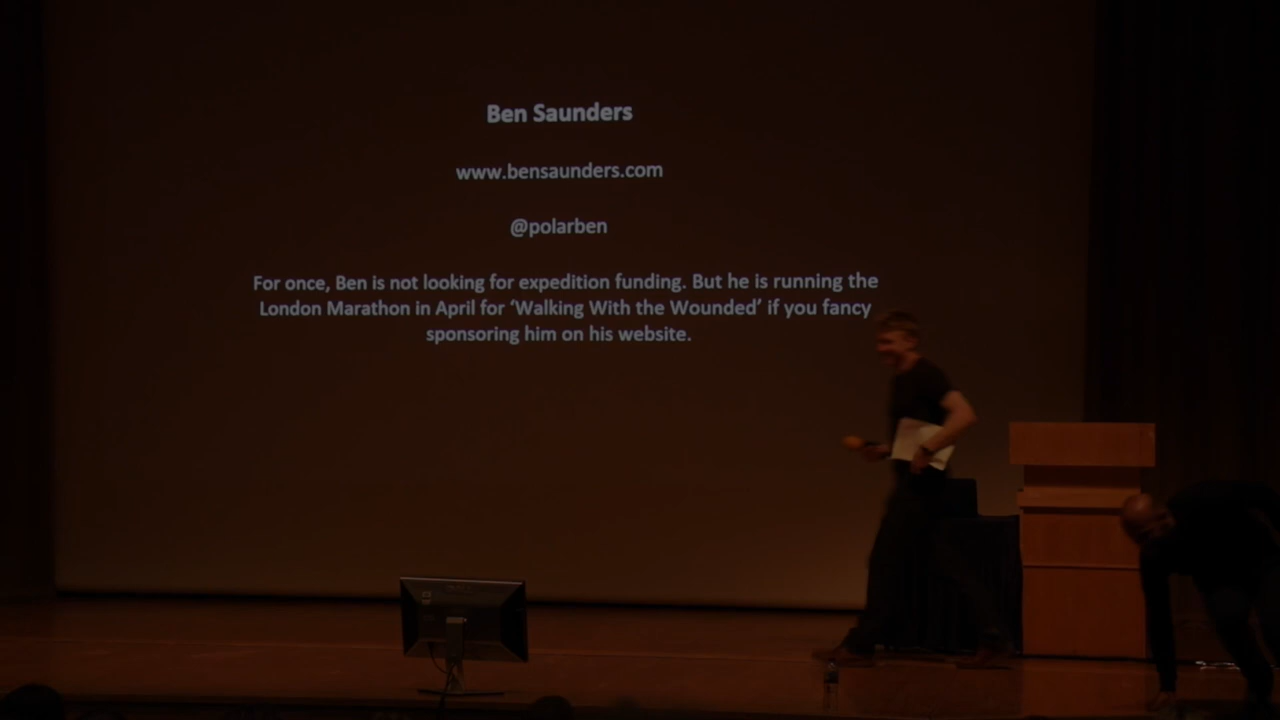 Ben Saunders
www.bensaunders.com
@polarben
For once, Ben is not looking for expedition funding. But he is running the
London Marathon in April for ‘Walking With the Wounded’ if you fancy
sponsoring him on his website.